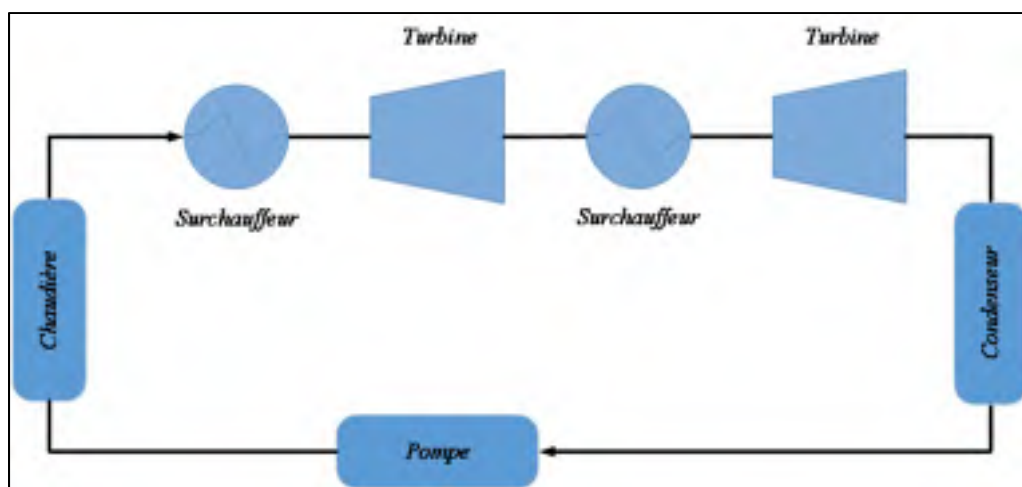 Turbine
Turbine
Surchauffeur
Surchauffeur
Chaudière
Condenseur
Pompe